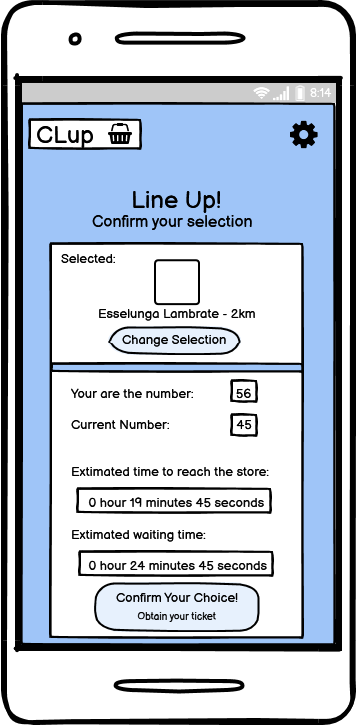 8:14
CLup
Line Up!
Confirm your selection
Selected:
Esselunga Lambrate - 2km
Change Selection
Your are the number: 56
Current Number: 45
Extimated time to reach the store:
0 hour 19 minutes 45 seconds
Extimated waiting time:
0 hour 24 minutes 45 seconds
Confirm Your Choice!
Obtain your ticket